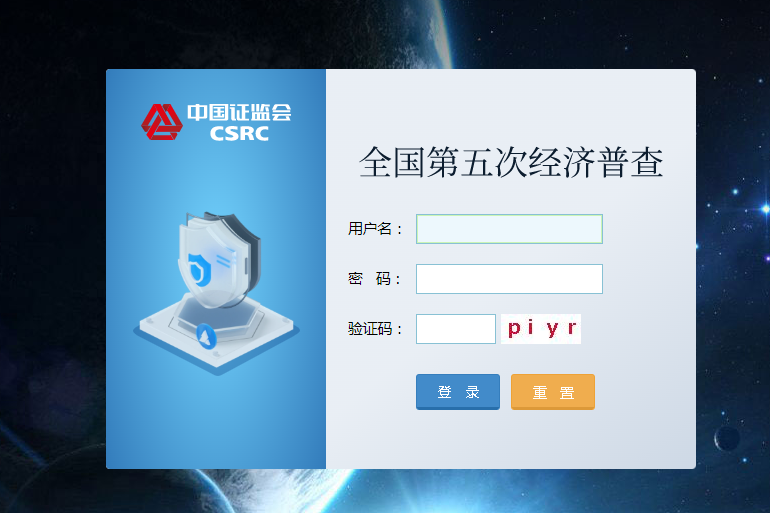 中国证监会
CSRC
全国第五次经济普查
用户名：
密 码：
验证码：
piyr
登 录 重 置